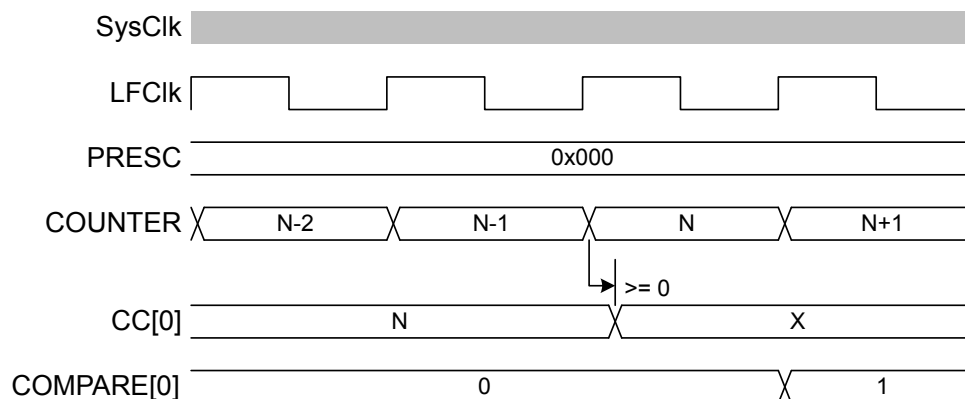 SysClk
LFClk
PRESC 0x000
COUNTER N-2 N-1 N N+1
>= 0
CC[0] N X
COMPARE[0] 0 1